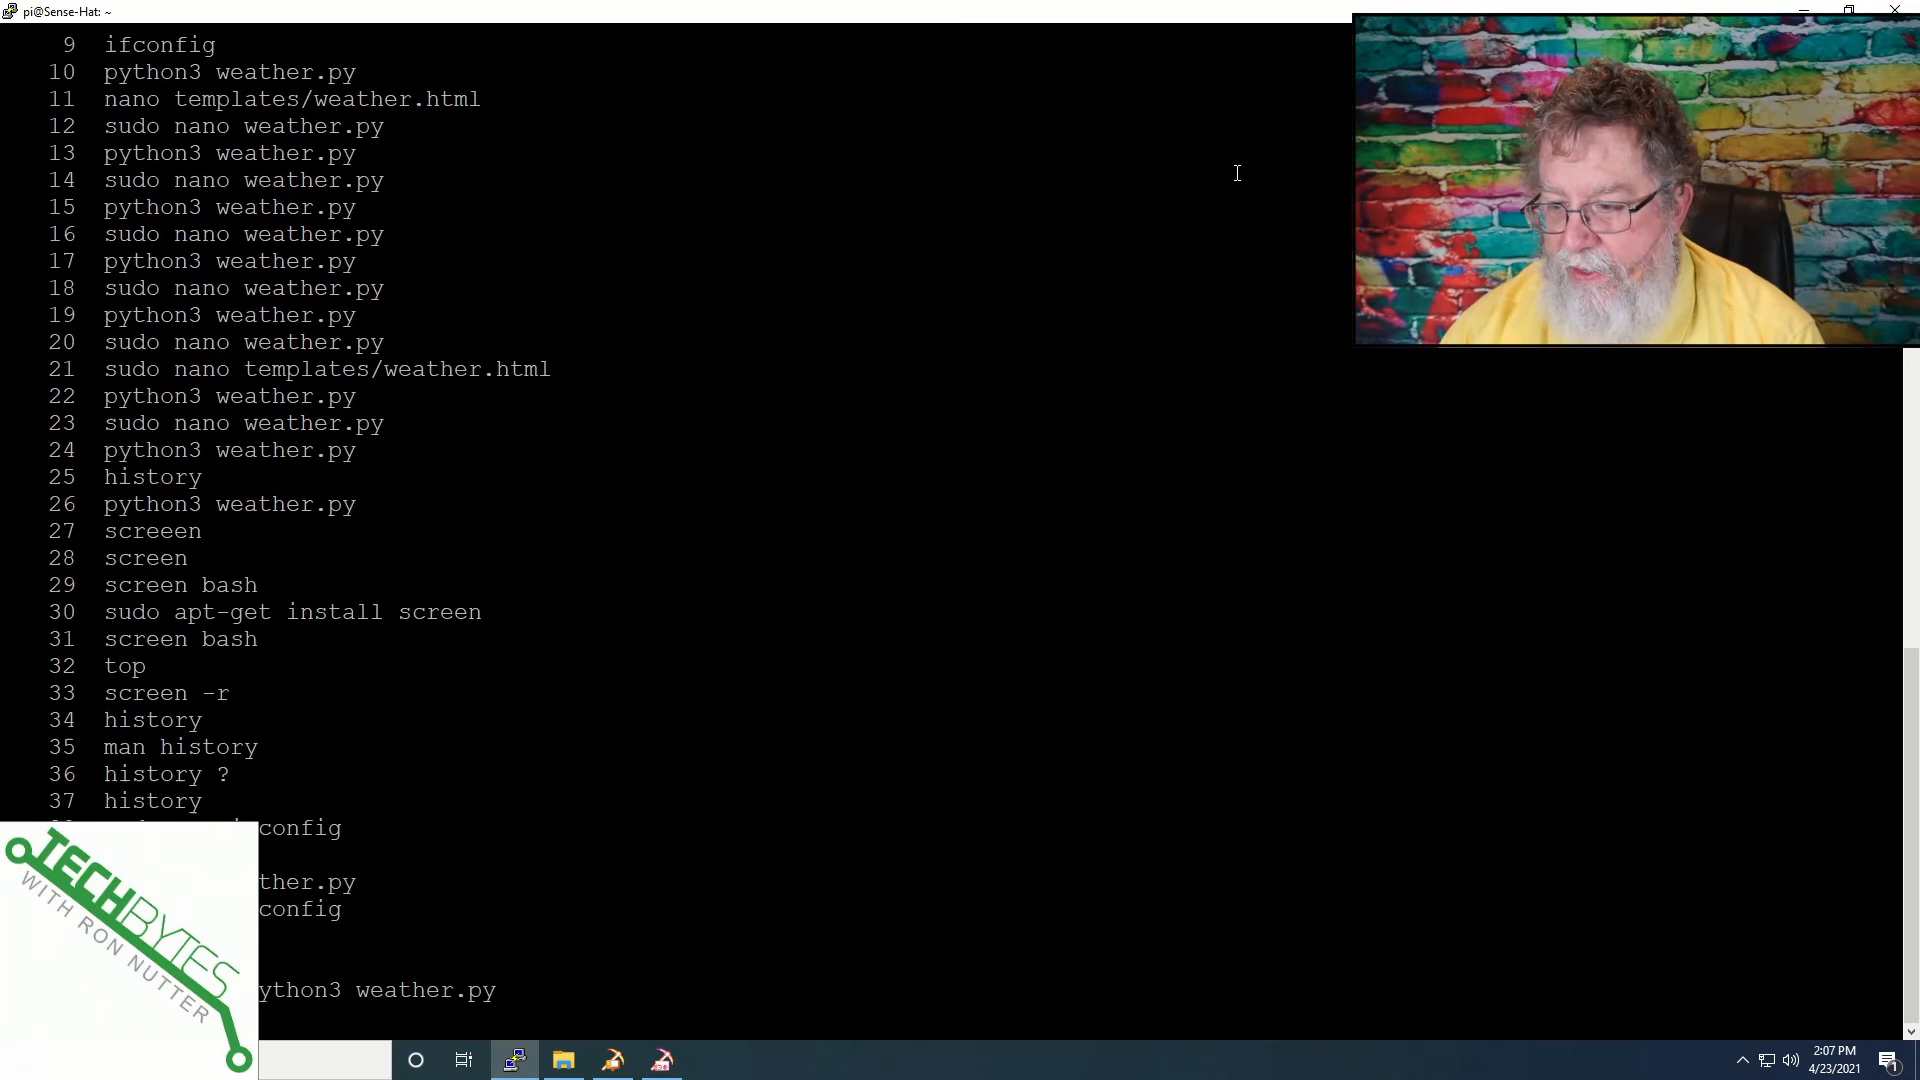 pi@Sense-Hat: ~
9 ifconfig
10 python3 weather.py
11 nano templates/weather.html
12 sudo nano weather.py
13 python3 weather.py
14 sudo nano weather.py
15 python3 weather.py
16 sudo nano weather.py
17 python3 weather.py
18 sudo nano weather.py
19 python3 weather.py
20 sudo nano weather.py
21 sudo nano templates/weather.html
22 python3 weather.py
23 sudo nano weather.py
24 python3 weather.py
25 history
26 python3 weather.py
27 screeen
28 screen
29 screen bash
30 sudo apt-get install screen
31 screen bash
32 top
33 screen -r
34 history
35 man history
36 history ?
37 history
config
ther.py
config
ython3 weather.py
TECHBYTES
WITH RON NUTTER
2:07 PM
4/23/2021
1